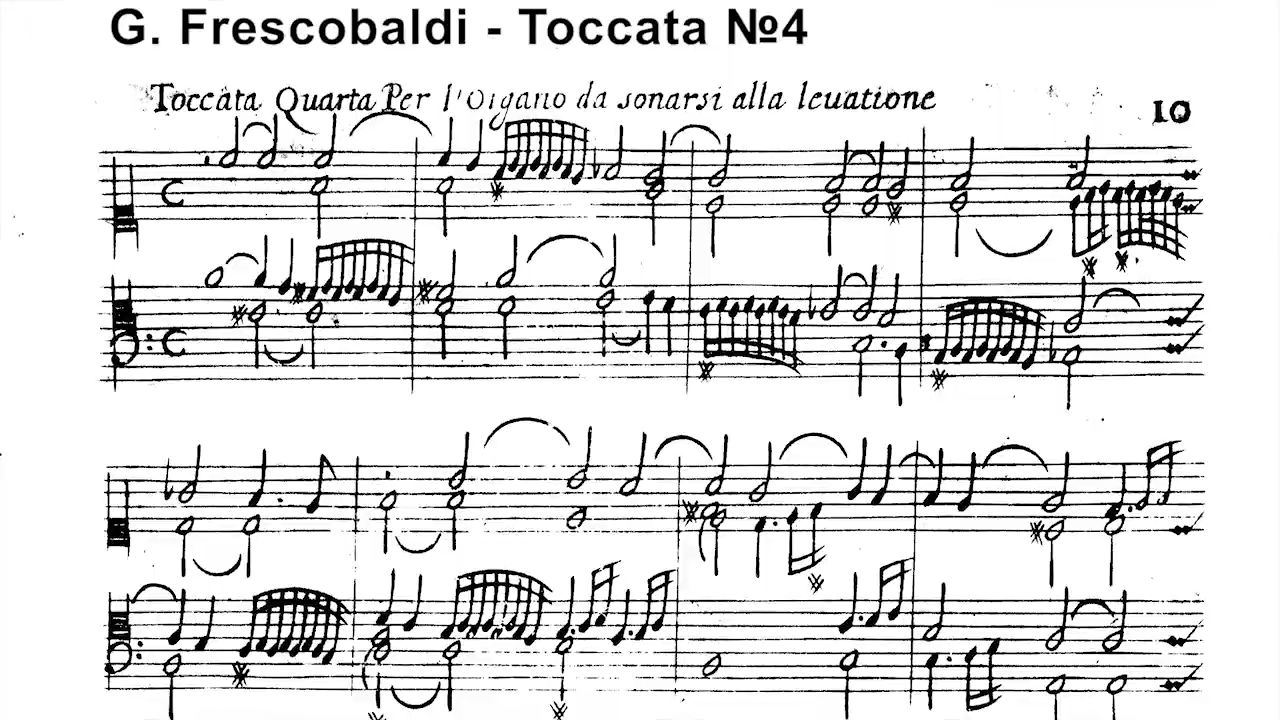 G. Frescobaldi - Toccata №4
Toccata Quarta Per l'Organo da sonarsi alla leuatione
10